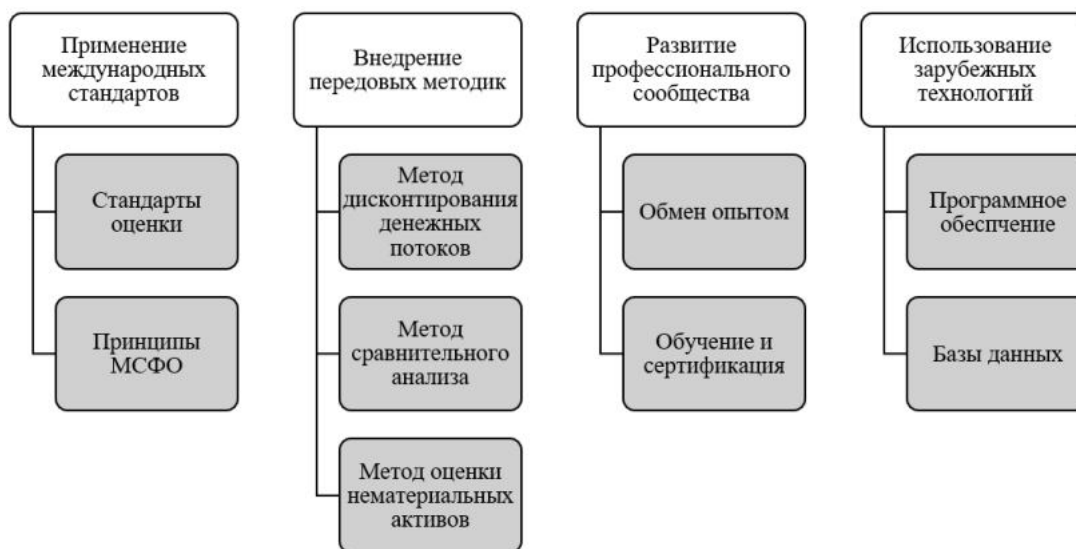 Применение
международных
стандартов
Стандарты
оценки
Принципы
МСФО
Внедрение
передовых методик
Метод
дисконтирования
денежных
потоков
Метод
сравнительного
анализа
Метод оценки
нематериальных
активов
Развитие
профессионального
сообщества
Обмен опытом
Обучение и
сертификация
Использование
зарубежных
технологий
Программное
обеспчение
Базы данных